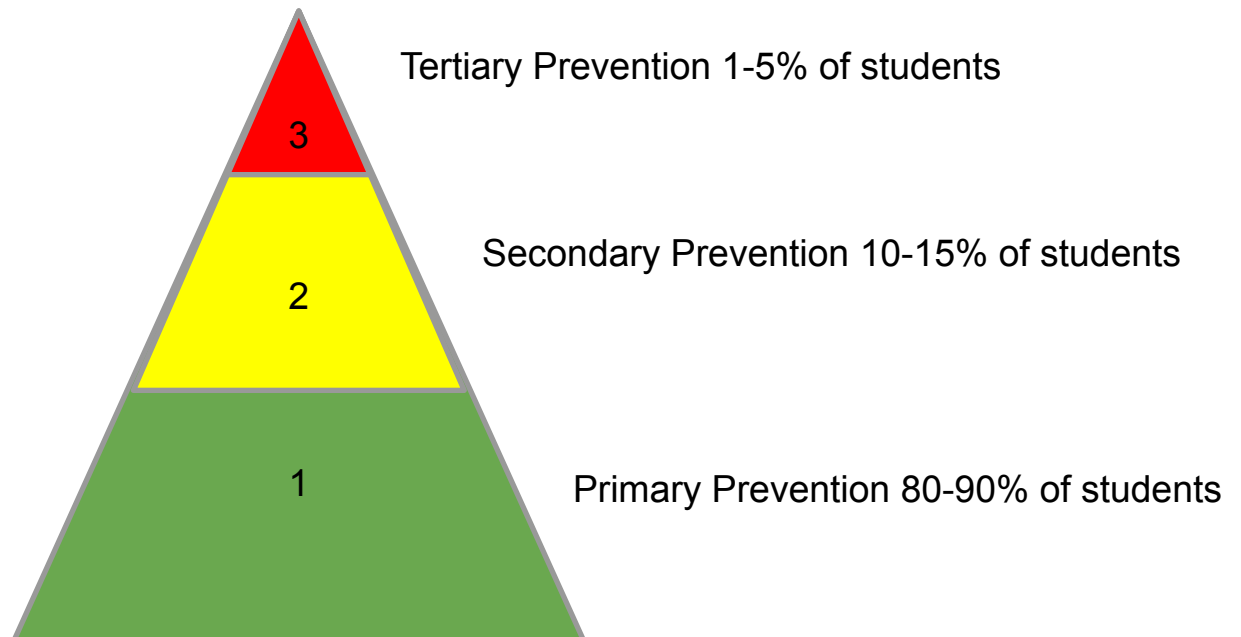 Tertiary Prevention 1-5% of students
3
Secondary Prevention 10-15% of students
2
1
Primary Prevention 80-90% of students